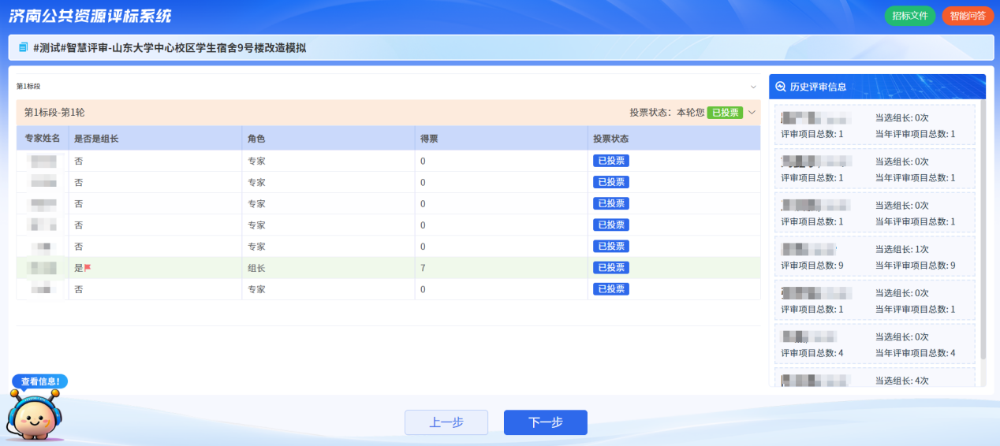 济南公共资源评标系统
招标文件 智能问答
#测试#智慧评审-山东大学中心校区学生宿舍9号楼改造模拟
第1标段
第1标段-第1轮 投票状态：本轮您 已投票
专家姓名 是否是组长 角色 得票 投票状态
否 专家 0 已投票
否 专家 0 已投票
否 专家 0 已投票
否 专家 0 已投票
否 专家 0 已投票
是 组长 7 已投票
否 专家 0 已投票
历史评审信息
当选组长: 0次
评审项目总数: 1 当年评审项目总数: 1
当选组长: 0次
评审项目总数: 1 当年评审项目总数: 1
当选组长: 0次
评审项目总数: 1 当年评审项目总数: 1
当选组长: 1次
评审项目总数: 9 当年评审项目总数: 9
当选组长: 0次
评审项目总数: 1 当年评审项目总数: 1
当选组长: 0次
评审项目总数: 4 当年评审项目总数: 4
当选组长: 4次
查看信息!
上一步 下一步